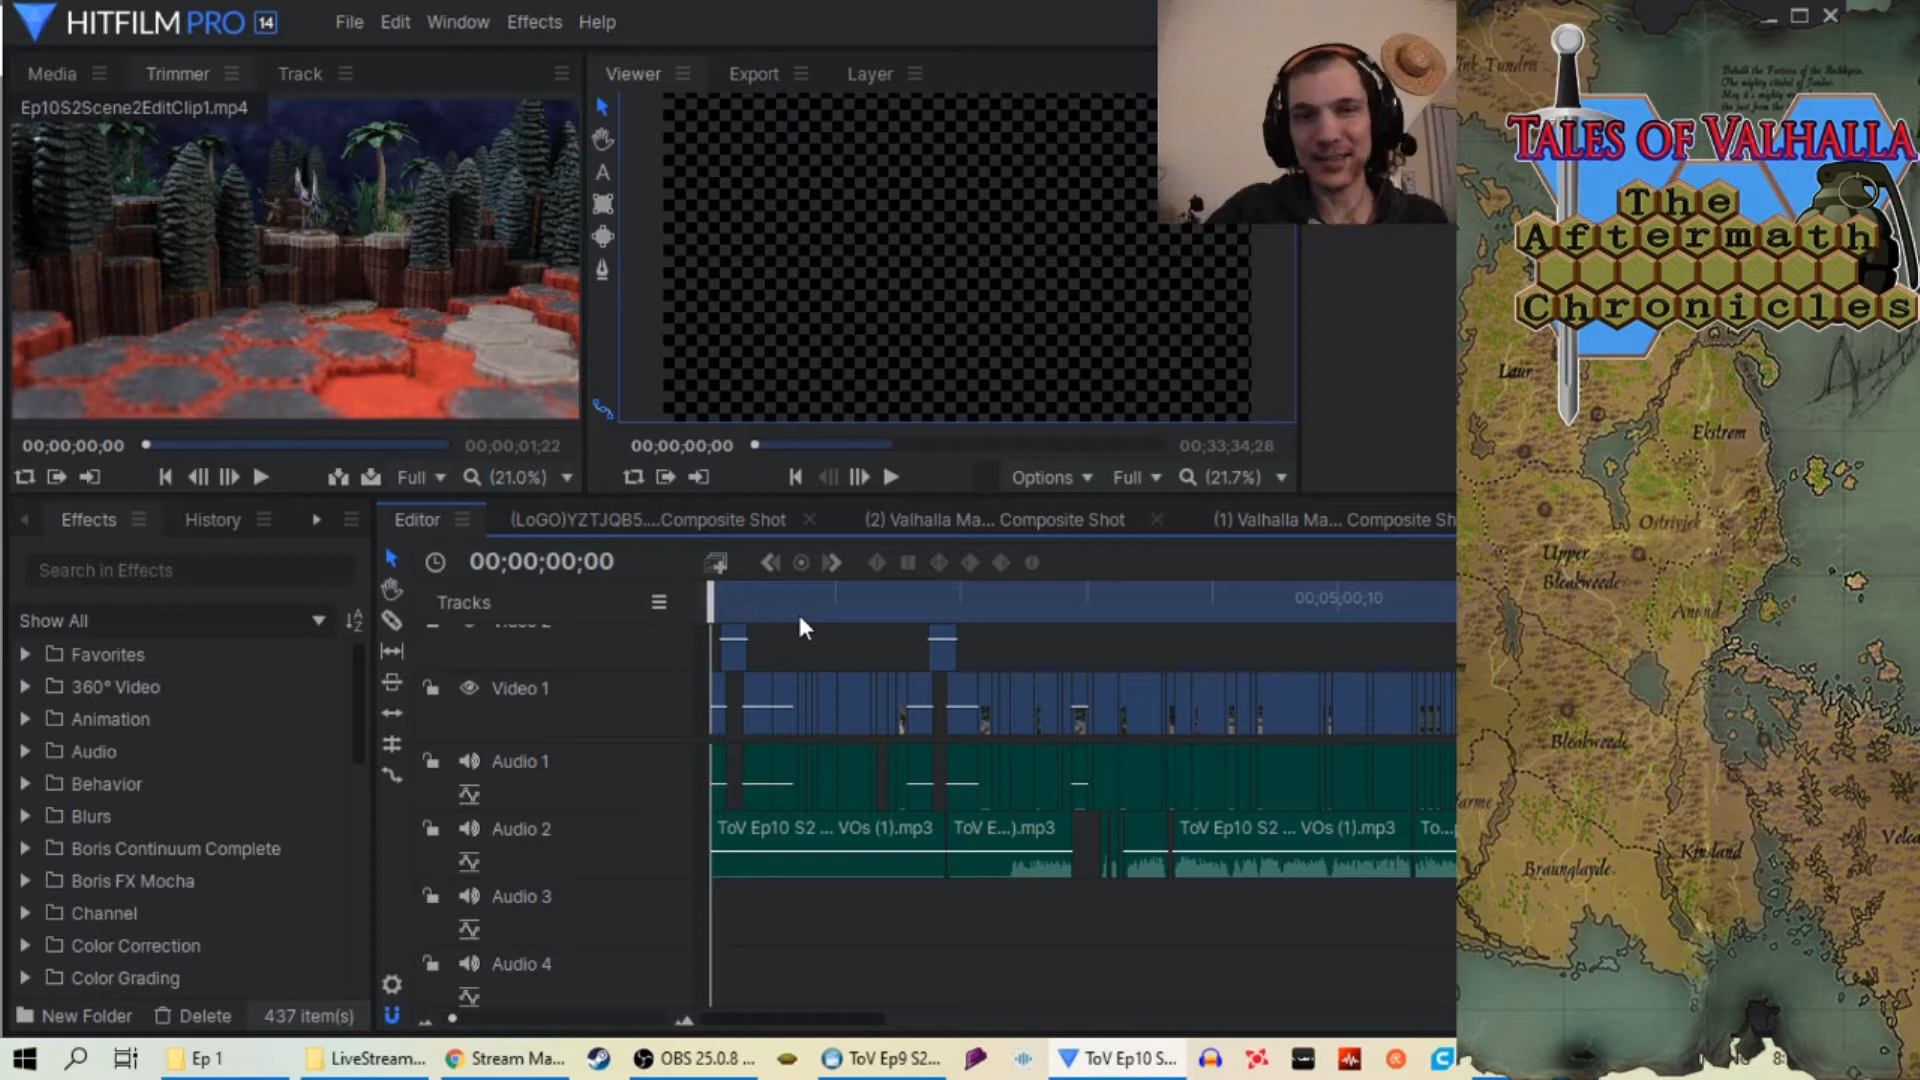 HITFILM PRO 14
File Edit Window Effects Help
Media Trimmer Track
Viewer Export Layer
Ep10S2Scene2EditClip1.mp4
00;00;00;00 00;00;01;22
Full (21.0%)
00;00;00;00 00;33;34;28
Options Full (21.7%)
Effects History
Editor (LoGO)YZTJQB5....Composite Shot (2) Valhalla Ma... Composite Shot (1) Valhalla Ma... Composite Sh
Search in Effects
00;00;00;00
Show All
Tracks
00;05;00;10
Favorites
360° Video
Animation
Audio
Behavior
Blurs
Boris Continuum Complete
Boris FX Mocha
Channel
Color Correction
Color Grading
Video 1
Audio 1
Audio 2
ToV Ep10 S2 ... VOs (1).mp3 ToV E...).mp3 ToV Ep10 S2 ... VOs (1).mp3 To...
Audio 3
Audio 4
New Folder Delete 437 item(s)
Ep 1 LiveStream... Stream Ma... OBS 25.0.8 ... ToV Ep9 S2... ToV Ep10 S...
Tundra
TALES OF VALHALLA
The
Aftermath
Chronicles
Laur
Ekstrom
Ostrivjek
Upper
Bleakwoode
Bleakwoode
Kinsland
Braunglayde